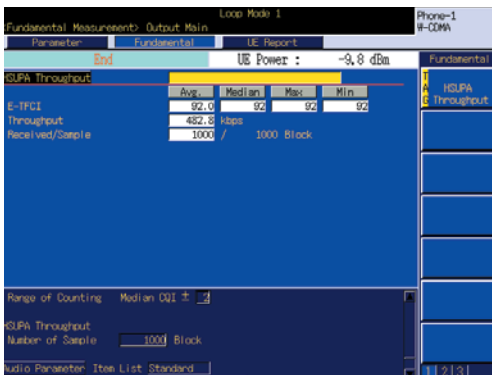 Loop Mode 1
Phone-1
<Fundamental Measurement> Output Main
W-CDMA
Parameter Fundamental UE Report
End UE Power : -9.8 dBm Fundamental
HSUPA Throughput
TAG HSUPA Throughput
Avg. Median Max Min
E-TFCI 92.0 92 92 92
Throughput 482.8 kbps
Received/Sample 1000 / 1000 Block
Range of Counting Median CQI ± 2
HSUPA Throughput
Number of Sample 1000 Block
Audio Parameter Item List Standard
1 2 3